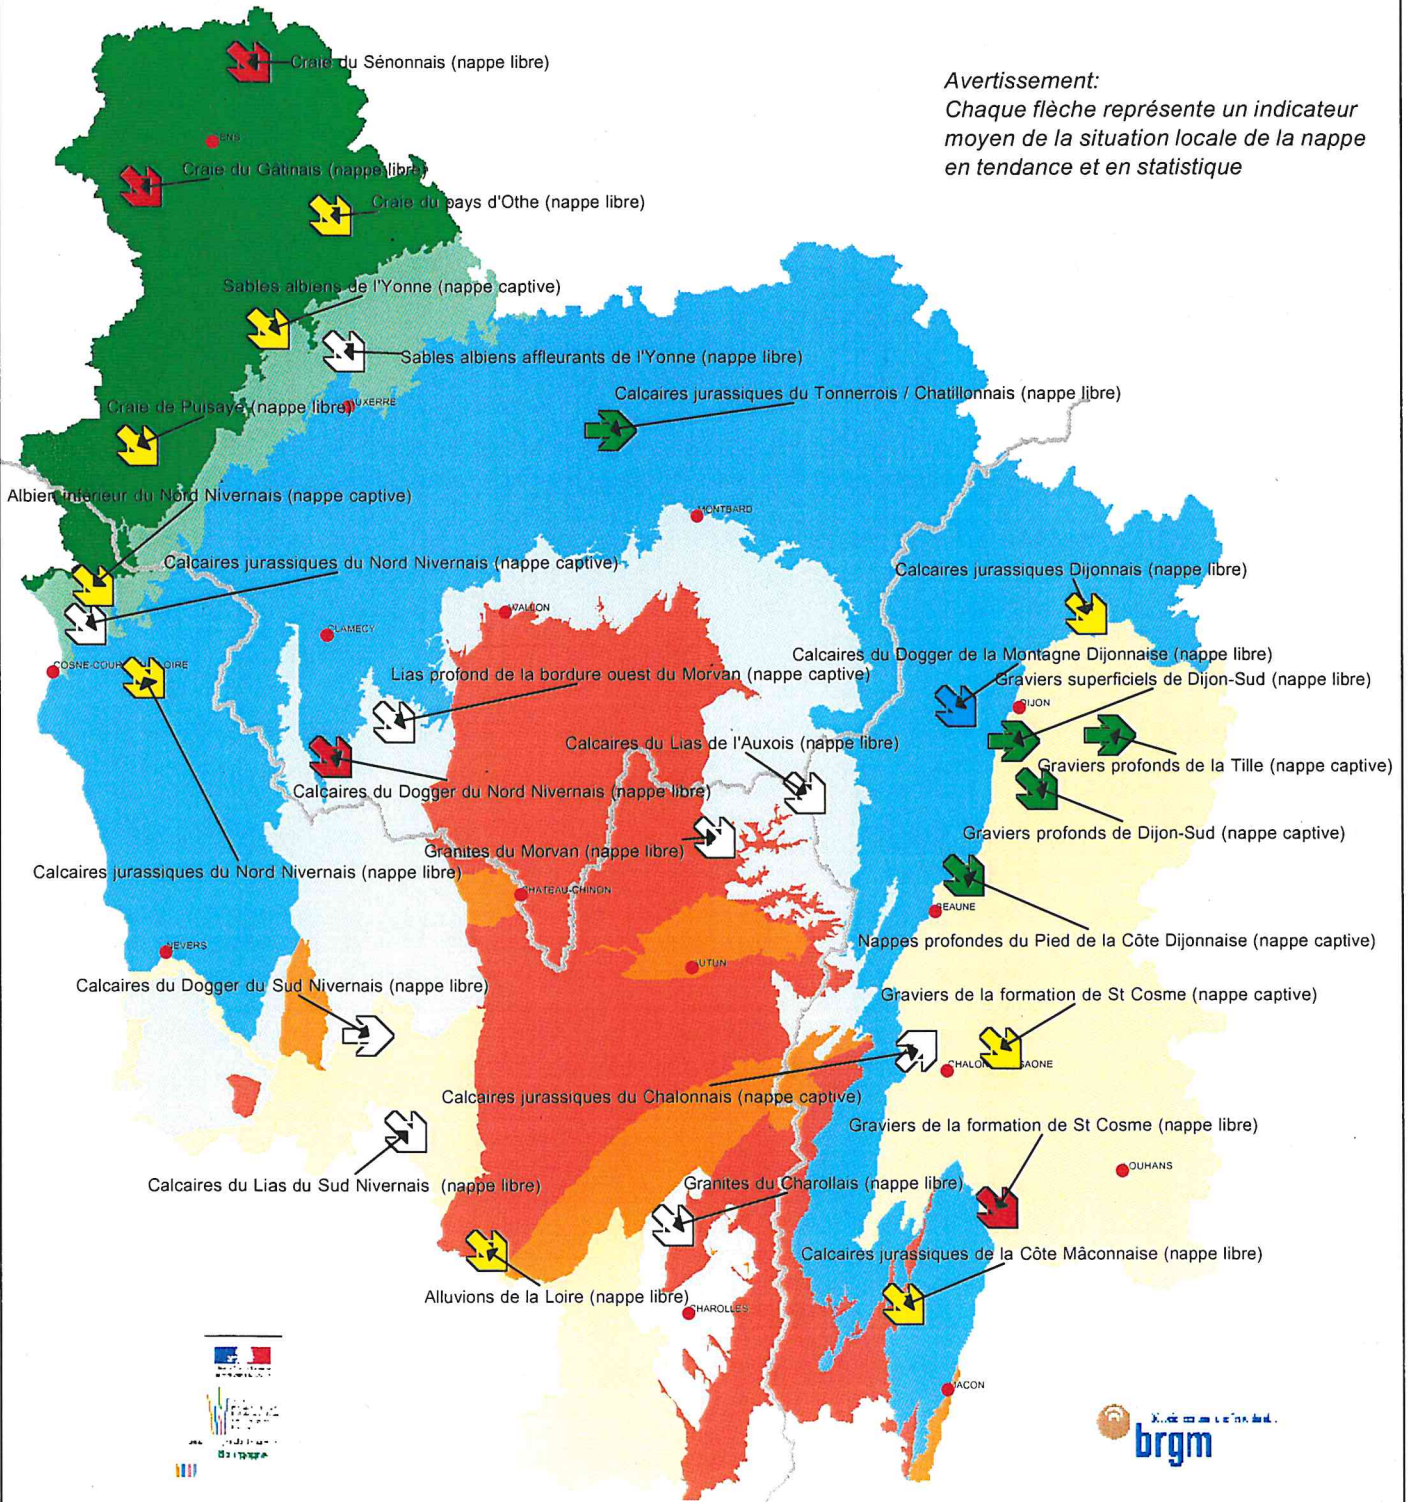 Craie du Sénonnais (nappe libre)
Avertissement:
Chaque flèche représente un indicateur
moyen de la situation locale de la nappe
en tendance et en statistique
ENS
Craie du Gâtinais (nappe libre)
Craie du pays d'Othe (nappe libre)
Sables albiens de l'Yonne (nappe captive)
Sables albiens affleurants de l'Yonne (nappe libre)
Calcaires jurassiques du Tonnerrois / Chatillonnais (nappe libre)
UXERRE
Craie de Puisaye (nappe libre)
Albien inférieur du Nord Nivernais (nappe captive)
MONTBARD
Calcaires jurassiques du Nord Nivernais (nappe captive)
Calcaires jurassiques Dijonnais (nappe libre)
WALLON
CLAMECY
Calcaires du Dogger de la Montagne Dijonnaise (nappe libre)
COSNE-COUR OIRE
Lias profond de la bordure ouest du Morvan (nappe captive)
Graviers superficiels de Dijon-Sud (nappe libre)
DIJON
Calcaires du Lias de l'Auxois (nappe libre)
Graviers profonds de la Tille (nappe captive)
Calcaires du Dogger du Nord Nivernais (nappe libre)
Graviers profonds de Dijon-Sud (nappe captive)
Granites du Morvan (nappe libre)
Calcaires jurassiques du Nord Nivernais (nappe libre)
CHATEAU-CHINON
BEAUNE
Nappes profondes du Pied de la Côte Dijonnaise (nappe captive)
NEVERS
UTUN
Calcaires du Dogger du Sud Nivernais (nappe libre)
Graviers de la formation de St Cosme (nappe captive)
CHALON SAONE
Calcaires jurassiques du Chalonnais (nappe captive)
Graviers de la formation de St Cosme (nappe libre)
OUHANS
Calcaires du Lias du Sud Nivernais (nappe libre)
Granites du Charollais (nappe libre)
Calcaires jurassiques de la Côte Mâconnaise (nappe libre)
Alluvions de la Loire (nappe libre)
CHAROLLES
MACON
Bourgogne
brgm